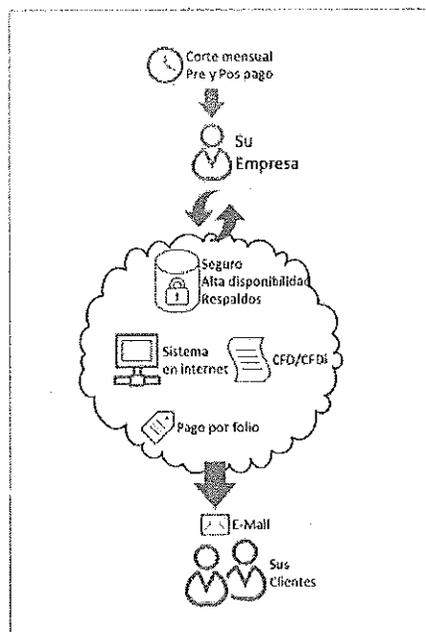 Corte mensual
Pre y Pos pago
Su
Empresa
Seguro
Alta disponibilidad
Respaldos
Sistema
en internet
CFD/CFDi
Pago por folio
E-Mail
Sus
Clientes